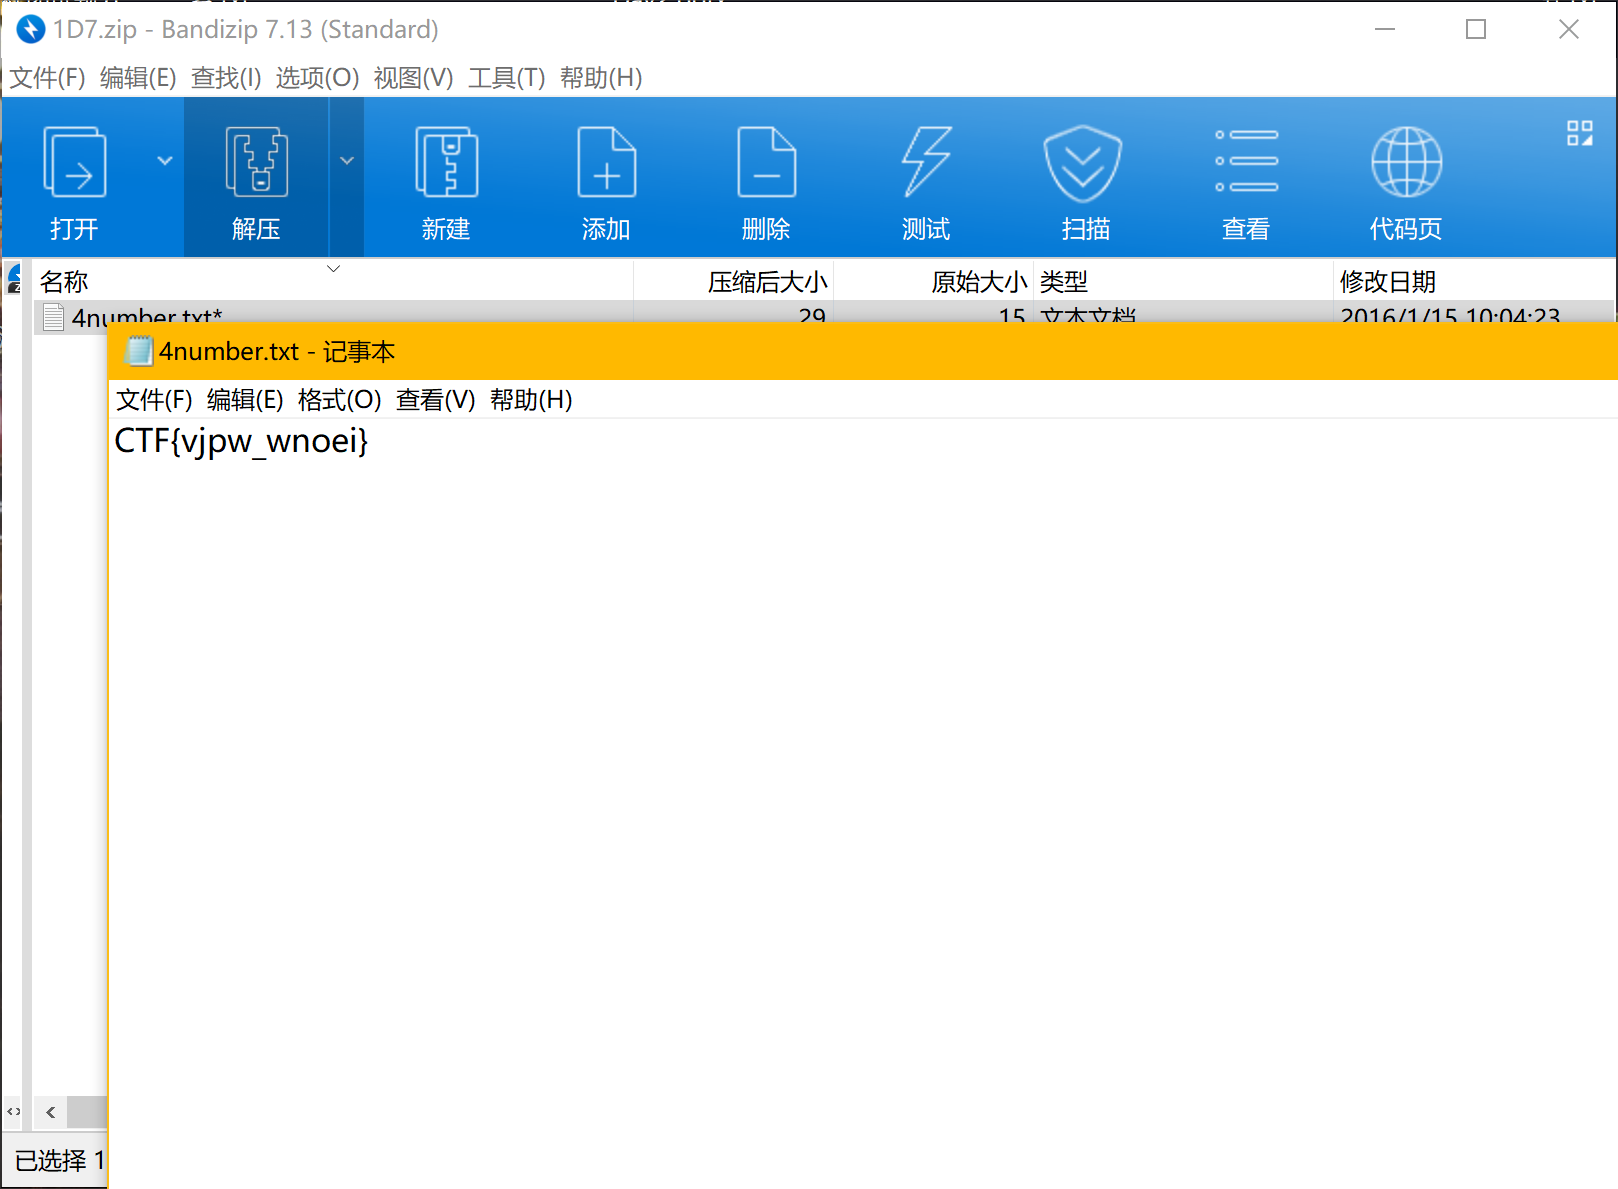 1D7.zip - Bandizip 7.13 (Standard)
文件(F) 编辑(E) 查找(I) 选项(O) 视图(V) 工具(T) 帮助(H)
打开 解压 新建 添加 删除 测试 扫描 查看 代码页
名称 压缩后大小 原始大小 类型 修改日期
4number.txt* 29 15 文本文档 2016/1/15 10:04:23
4number.txt - 记事本
文件(F) 编辑(E) 格式(O) 查看(V) 帮助(H)
CTF{vjpw_wnoei}
已选择 1